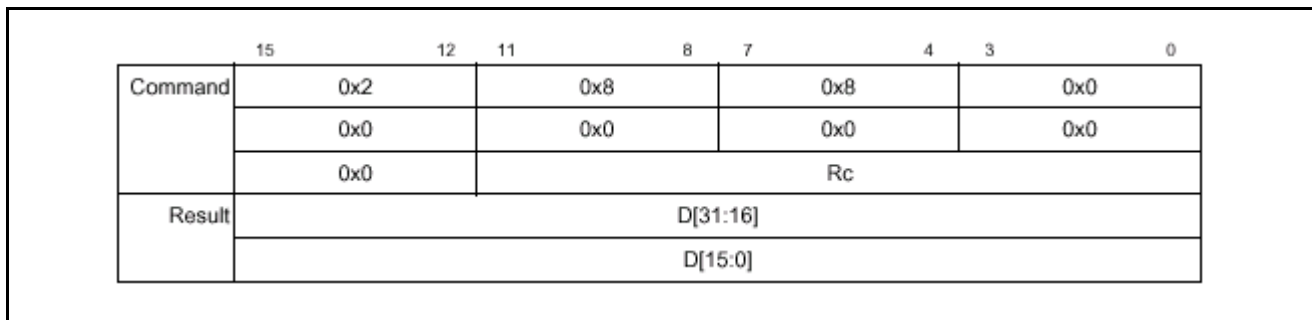 15 12 11 8 7 4 3 0
Command 0x2 0x8 0x8 0x0
0x0 0x0 0x0 0x0
0x0 Rc
Result D[31:16]
D[15:0]